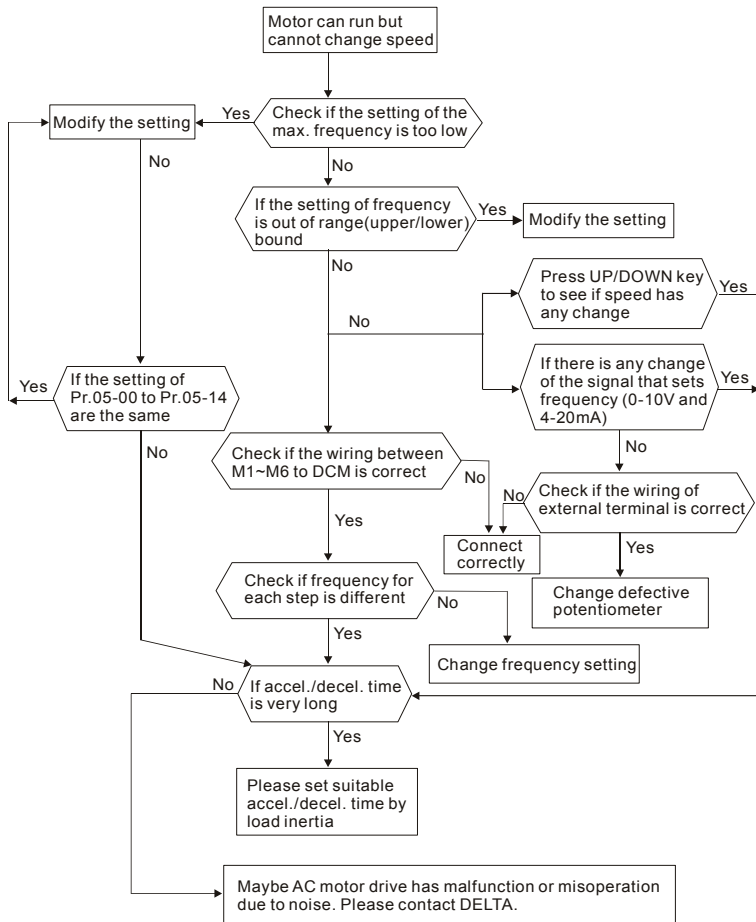 Motor can run but
cannot change speed
Yes
Check if the setting of the
max. frequency is too low
Modify the setting
No
No
If the setting of frequency
is out of range(upper/lower)
bound
Yes
Modify the setting
No
No
Press UP/DOWN key
to see if speed has
any change
Yes
If there is any change
of the signal that sets
frequency (0-10V and
4-20mA)
Yes
Yes
If the setting of
Pr.05-00 to Pr.05-14
are the same
No
Check if the wiring between
M1~M6 to DCM is correct
No
No
No
Check if the wiring of
external terminal is correct
Yes
Connect
correctly
Yes
Change defective
potentiometer
Check if frequency for
each step is different
No
Yes
Change frequency setting
No
If accel./decel. time
is very long
Yes
Please set suitable
accel./decel. time by
load inertia
Maybe AC motor drive has malfunction or misoperation
due to noise. Please contact DELTA.